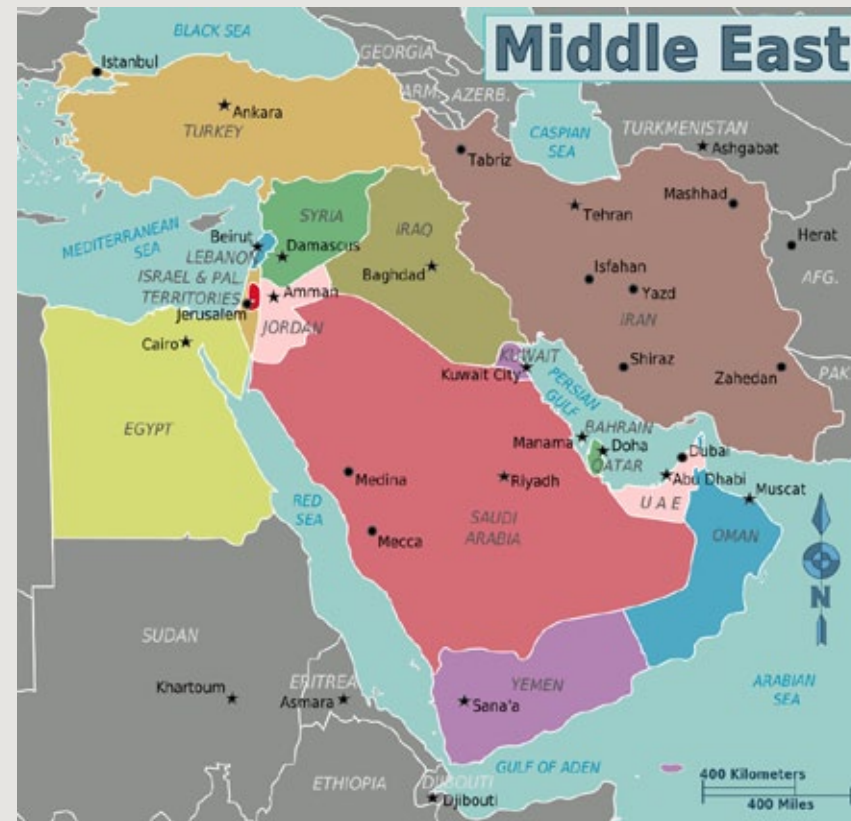 Middle East
BLACK SEA
Istanbul
GEORGIA
ARM.
AZERB.
Ankara
TURKEY
CASPIAN
SEA
TURKMENISTAN
Ashgabat
Tabriz
Mashhad
Tehran
SYRIA
IRAQ
MEDITERRANEAN
SEA
Beirut
LEBANON
Damascus
Herat
Baghdad
Isfahan
AFG.
ISRAEL & PAL.
TERRITORIES
Amman
Yazd
Jerusalem
JORDAN
IRAN
Cairo
KUWAIT
Kuwait City
Shiraz
Zahedan
PAK
PERSIAN
GULF
EGYPT
BAHRAIN
Manama
Doha
QATAR
Dubai
Medina
Riyadh
Abu Dhabi
U A E
Muscat
RED
SEA
SAUDI
ARABIA
Mecca
OMAN
N
SUDAN
Khartoum
ERITREA
Asmara
YEMEN
Sana'a
ARABIAN
SEA
ETHIOPIA
DJIBOUTI
Djibouti
GULF OF ADEN
400 Kilometers
400 Miles